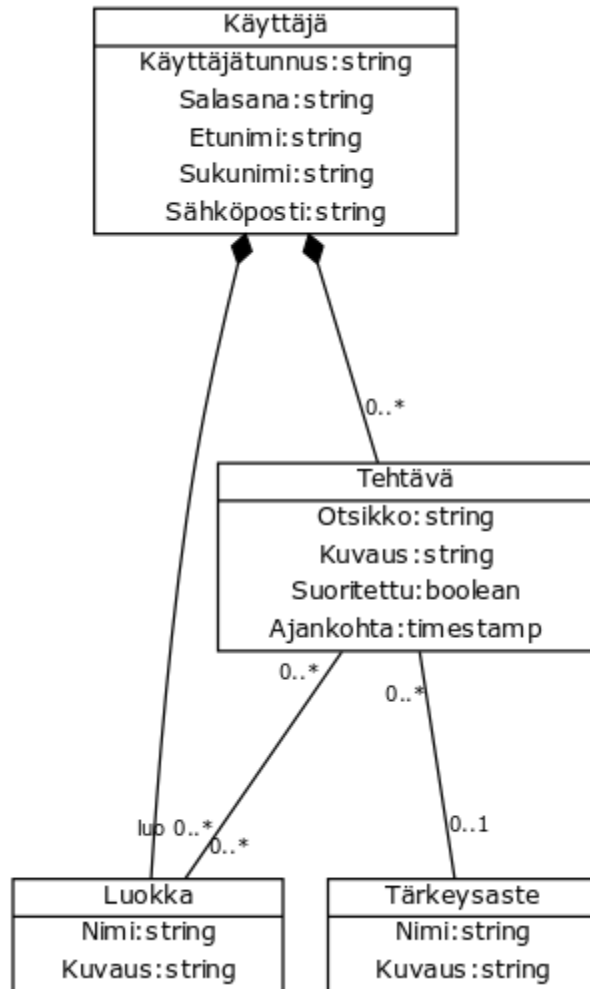 Käyttäjä
Käyttäjätunnus:string
Salasana:string
Etunimi:string
Sukunimi:string
Sähköposti:string
0..*
Tehtävä
Otsikko:string
Kuvaus:string
Suoritettu:boolean
Ajankohta:timestamp
0..*
0..*
luo 0..*
0..1
0..*
Luokka
Nimi:string
Kuvaus:string
Tärkeysaste
Nimi:string
Kuvaus:string